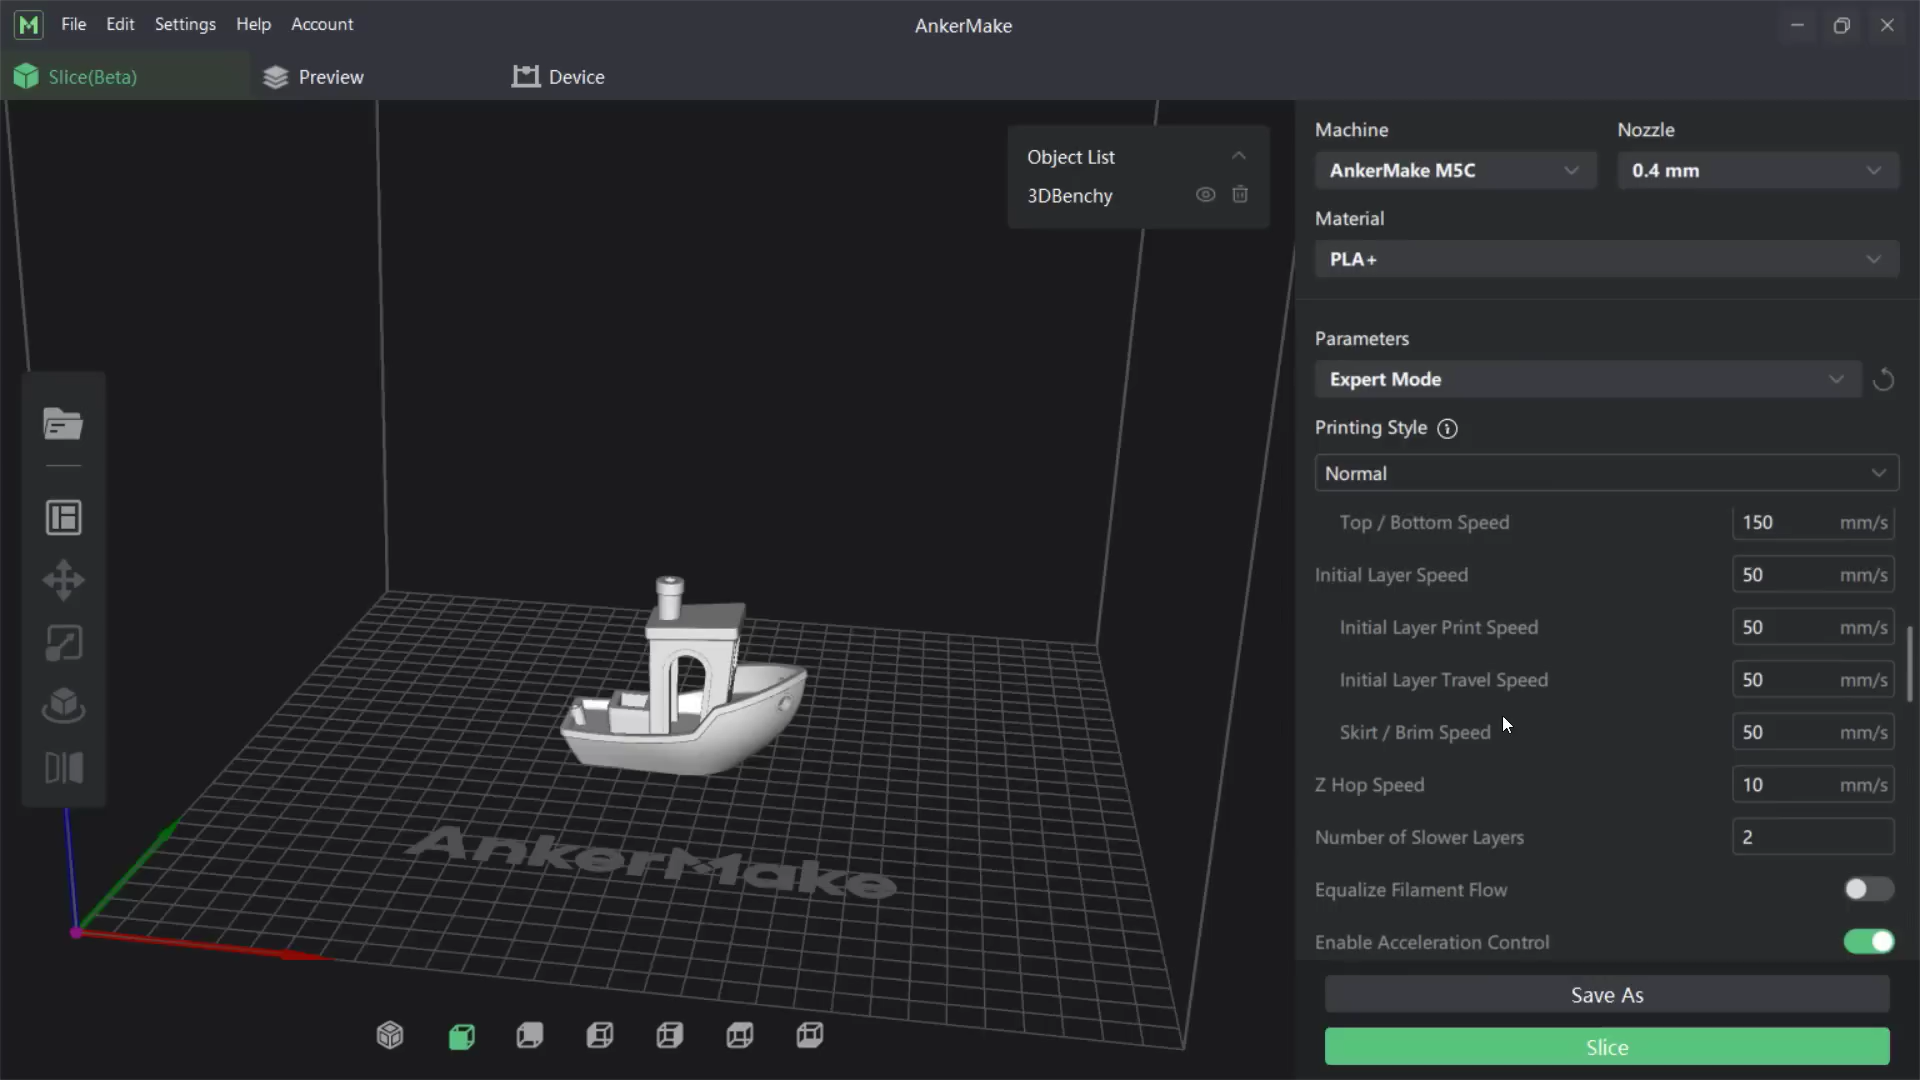 M File Edit Settings Help Account AnkerMake
Slice(Beta) Preview Device
Object List
3DBenchy
AnkerMake
Machine Nozzle
AnkerMake M5C 0.4 mm
Material
PLA+
Parameters
Expert Mode
Printing Style
Normal
Top / Bottom Speed 150 mm/s
Initial Layer Speed 50 mm/s
Initial Layer Print Speed 50 mm/s
Initial Layer Travel Speed 50 mm/s
Skirt / Brim Speed 50 mm/s
Z Hop Speed 10 mm/s
Number of Slower Layers 2
Equalize Filament Flow
Enable Acceleration Control
Save As
Slice